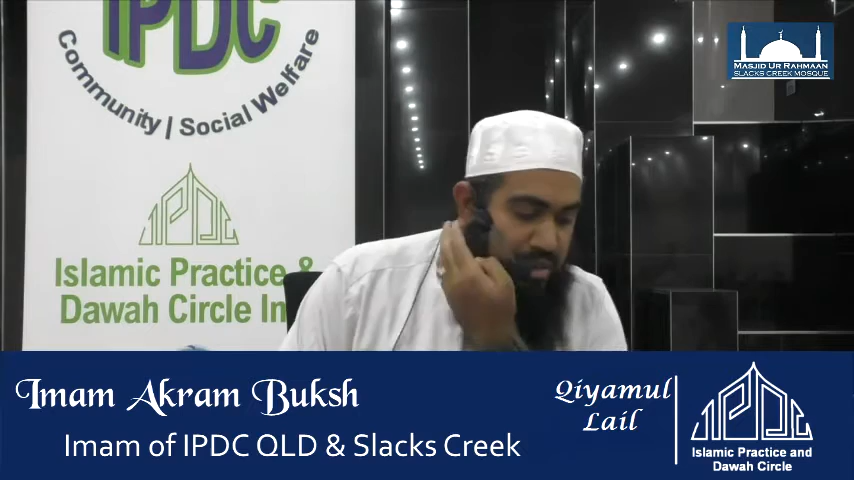 IPDC
Community | Social Welfare
IPDC
Islamic Practice &
Dawah Circle In
MASJID UR RAHMAAN
SLACKS CREEK MOSQUE
Imam Akram Buksh
Imam of IPDC QLD & Slacks Creek
Qiyamul
Lail
IPDC
Islamic Practice and
Dawah Circle